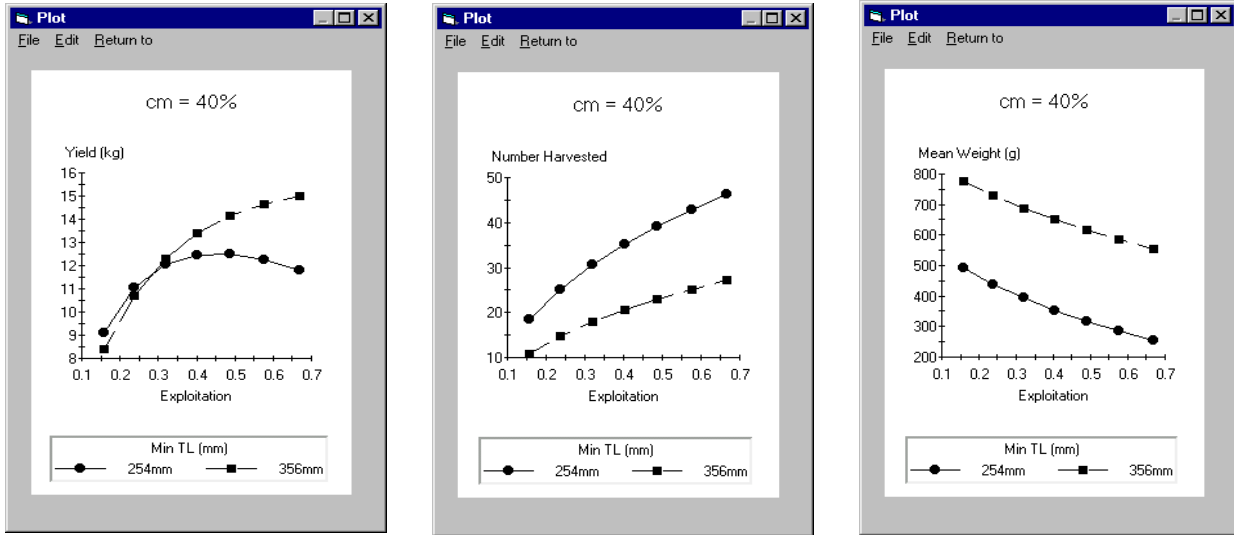 Plot
File Edit Return to
cm = 40%
Yield (kg)
16
15
14
13
12
11
10
9
8
0.1 0.2 0.3 0.4 0.5 0.6 0.7
Exploitation
Min TL (mm)
254mm 356mm
Plot
File Edit Return to
cm = 40%
Number Harvested
50
40
30
20
10
0.1 0.2 0.3 0.4 0.5 0.6 0.7
Exploitation
Min TL (mm)
254mm 356mm
Plot
File Edit Return to
cm = 40%
Mean Weight (g)
800
700
600
500
400
300
200
0.1 0.2 0.3 0.4 0.5 0.6 0.7
Exploitation
Min TL (mm)
254mm 356mm